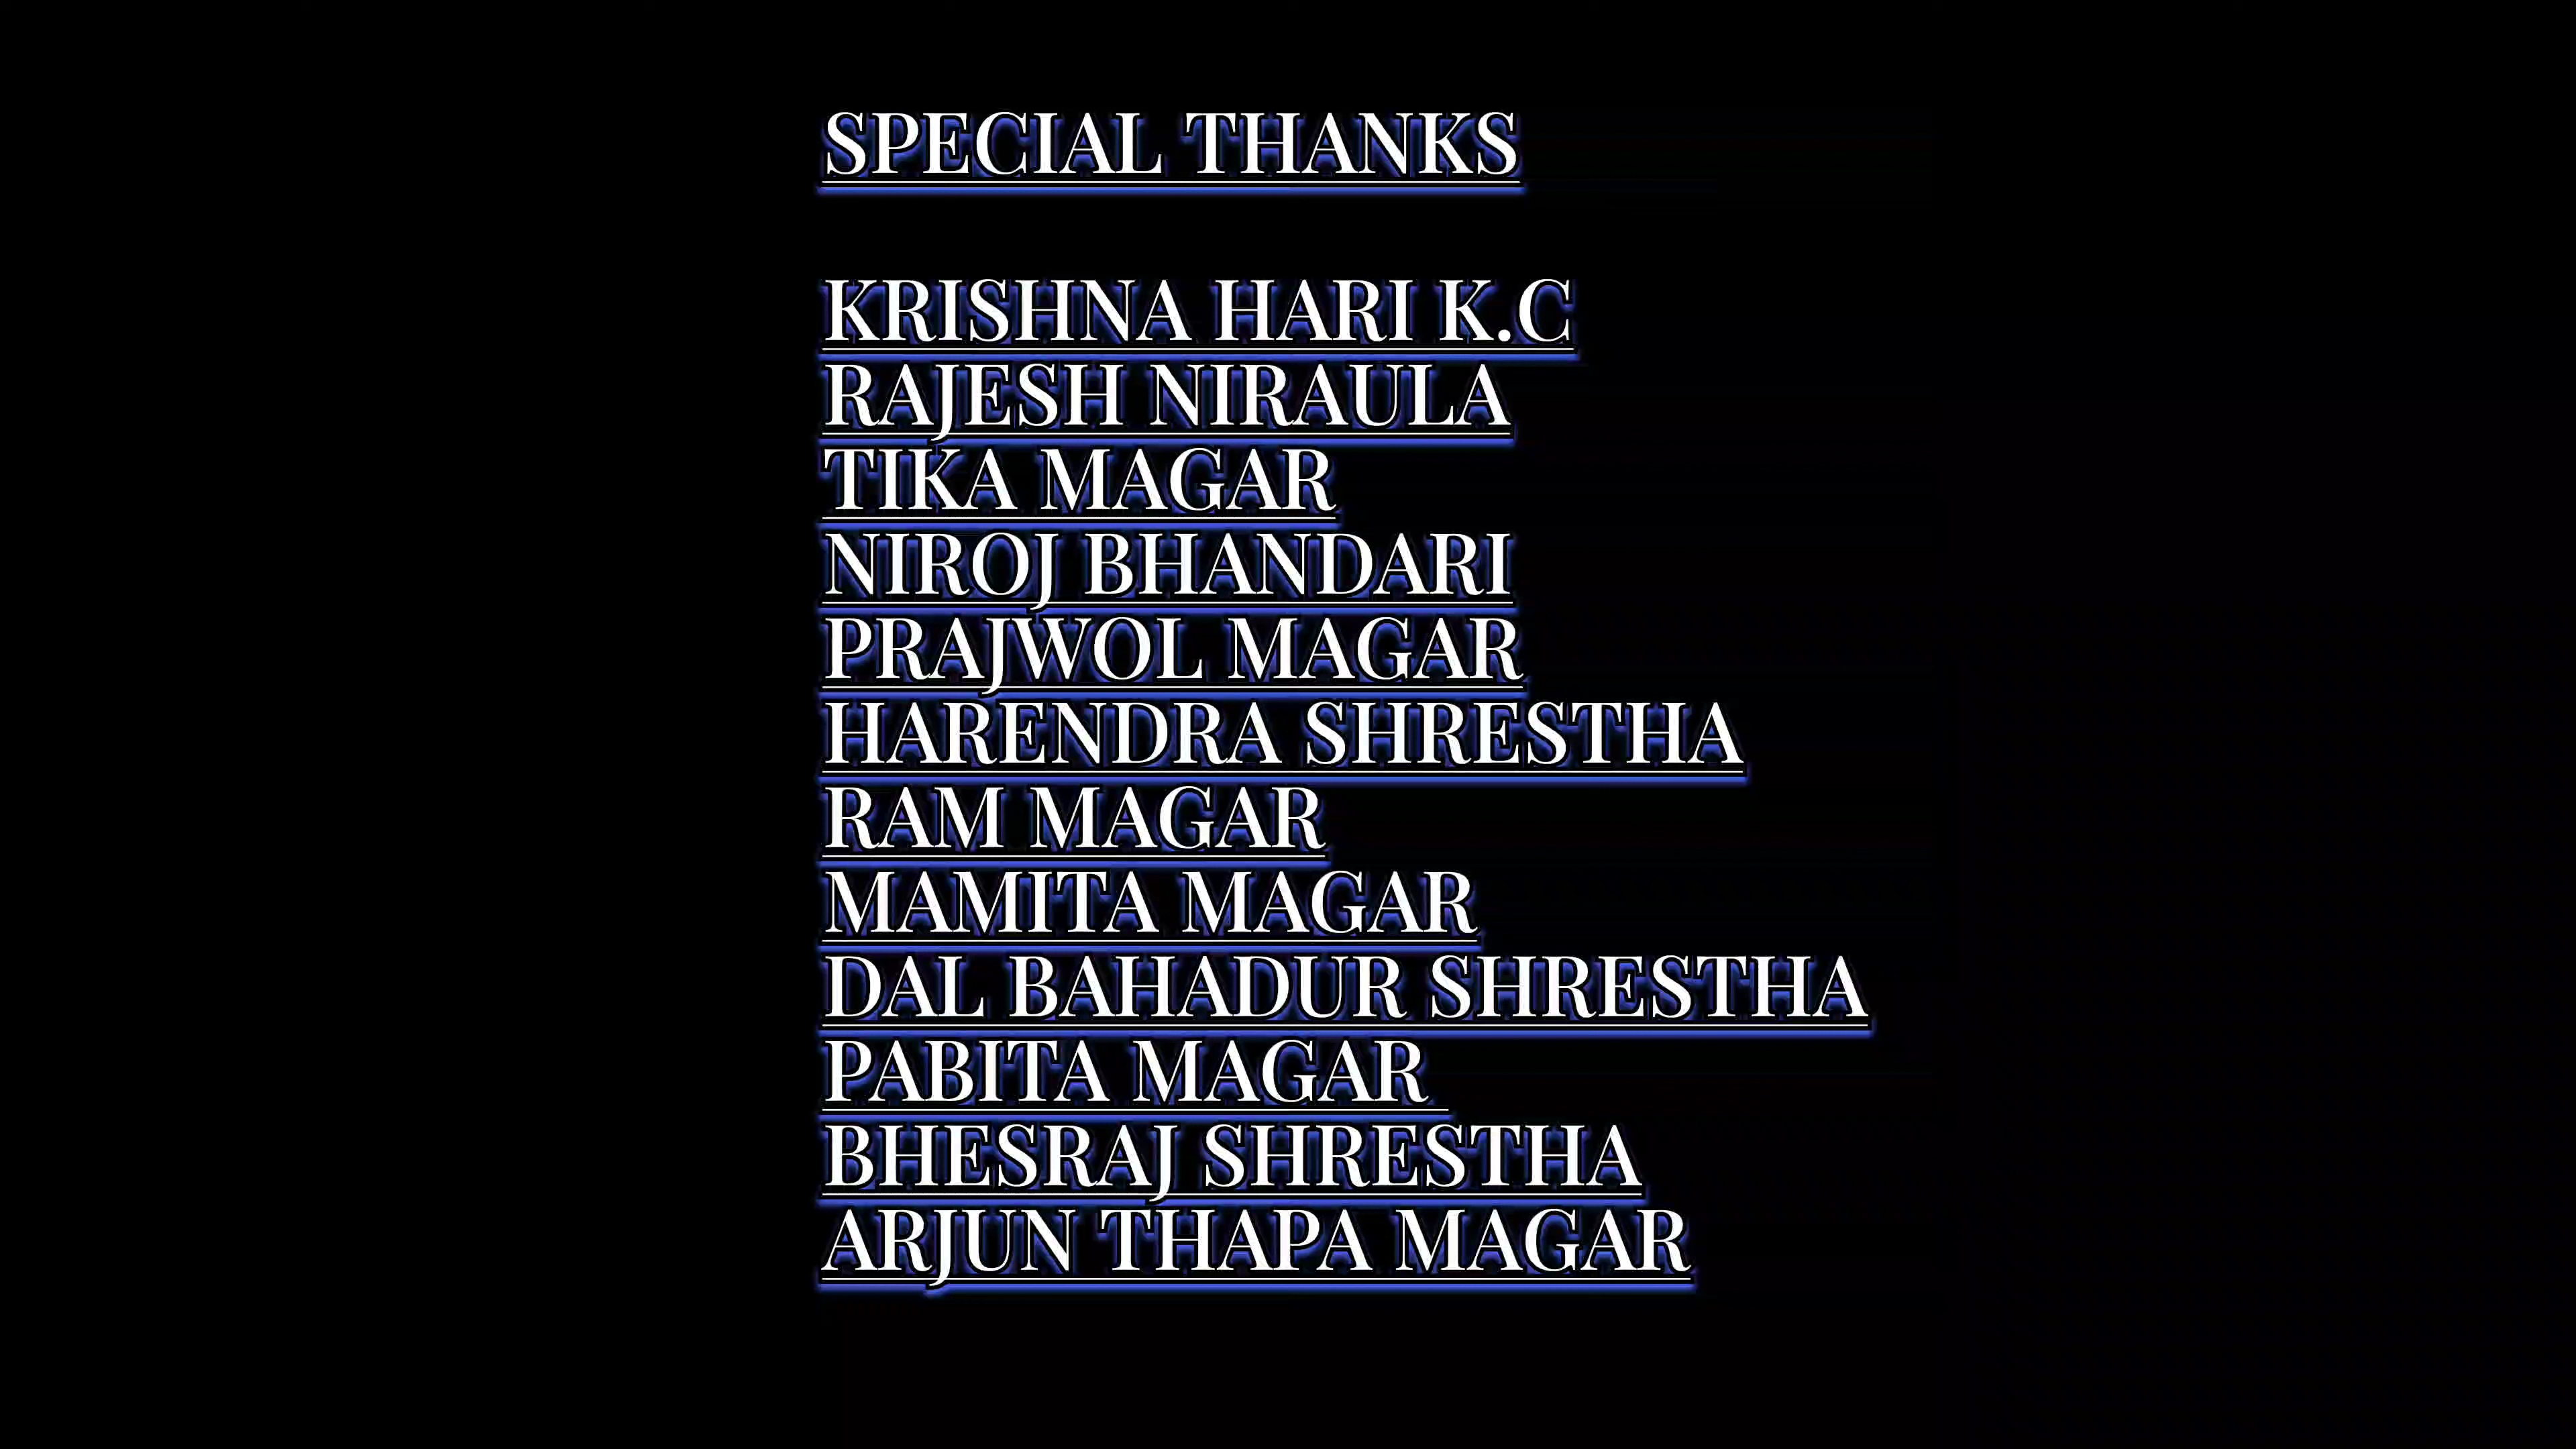 SPECIAL THANKS
KRISHNA HARI K.C
RAJESH NIRAULA
TIKA MAGAR
NIROJ BHANDARI
PRAJWOL MAGAR
HARENDRA SHRESTHA
RAM MAGAR
MAMITA MAGAR
DAL BAHADUR SHRESTHA
PABITA MAGAR
BHESRAJ SHRESTHA
ARJUN THAPA MAGAR